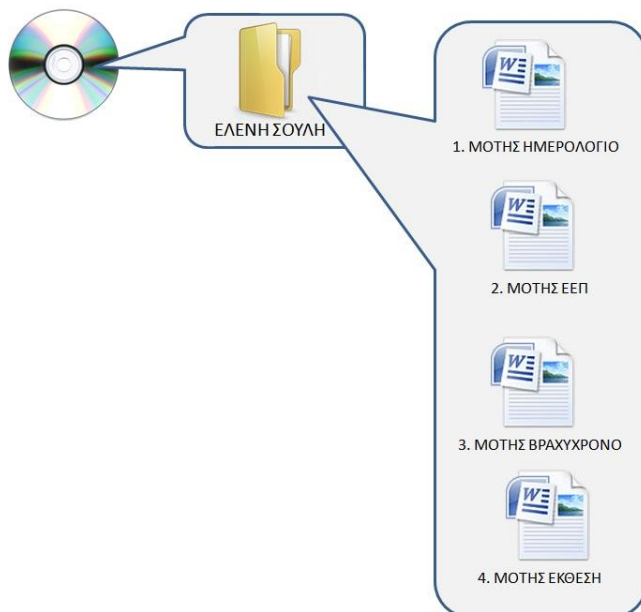 ΕΛΕΝΗ ΣΟΥΛΗ
1. ΜΟΤΗΣ ΗΜΕΡΟΛΟΓΙΟ
2. ΜΟΤΗΣ ΕΕΠ
3. ΜΟΤΗΣ ΒΡΑΧΥΧΡΟΝΟ
4. ΜΟΤΗΣ ΕΚΘΕΣΗ